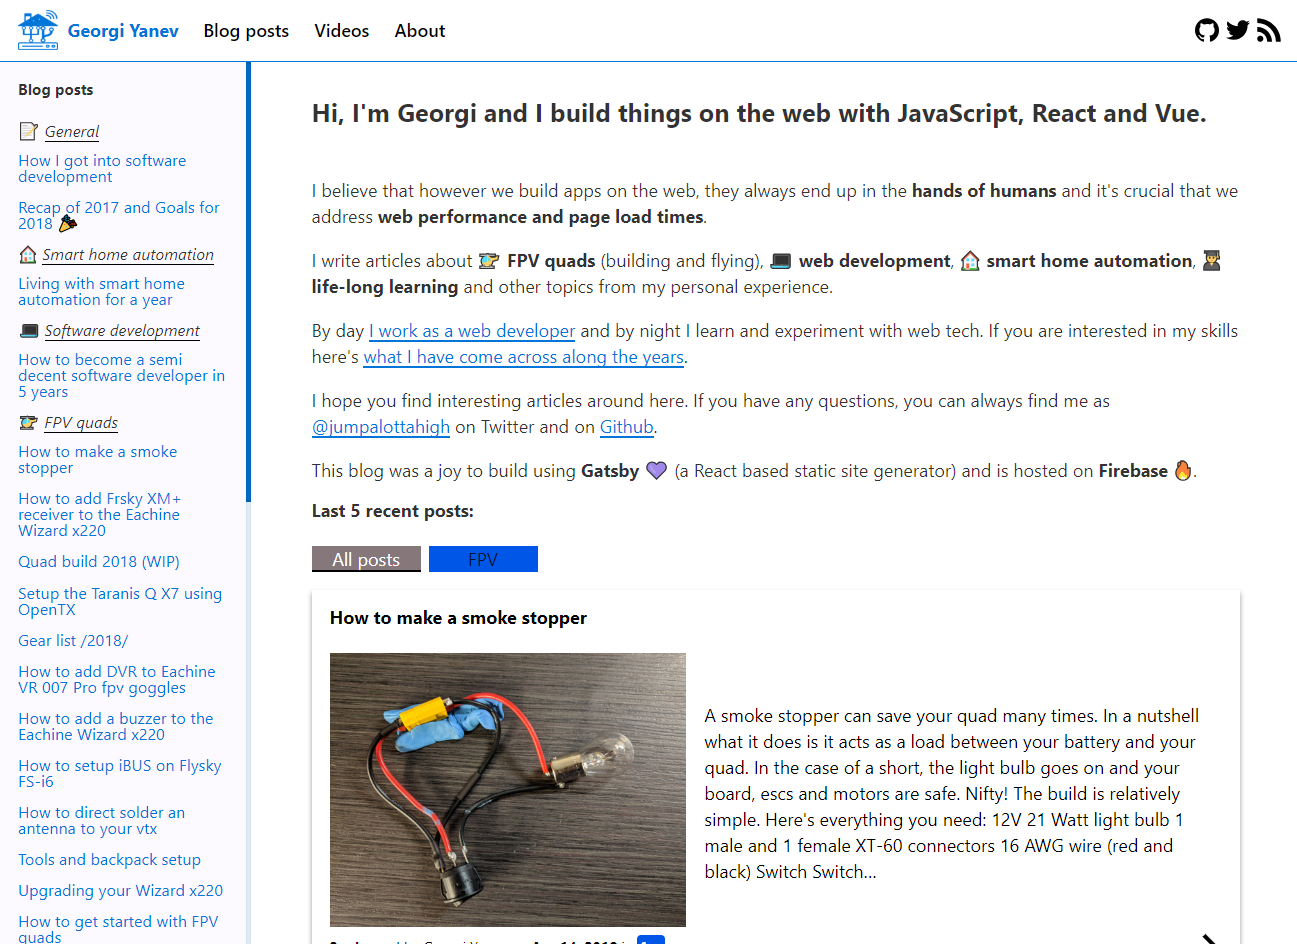 Georgi Yanev
Blog posts
Videos
About
Blog posts
General
How I got into software
development
Recap of 2017 and Goals for
2018
Smart home automation
Living with smart home
automation for a year
Software development
How to become a semi
decent software developer in
5 years
FPV quads
How to make a smoke
stopper
How to add Frsky XM+
receiver to the Eachine
Wizard x220
Quad build 2018 (WIP)
Setup the Taranis Q X7 using
OpenTX
Gear list /2018/
How to add DVR to Eachine
VR 007 Pro fpv goggles
How to add a buzzer to the
Eachine Wizard x220
How to setup iBUS on Flysky
FS-i6
How to direct solder an
antenna to your vtx
Tools and backpack setup
Upgrading your Wizard x220
How to get started with FPV
quads
Hi, I'm Georgi and I build things on the web with JavaScript, React and Vue.
I believe that however we build apps on the web, they always end up in the hands of humans and it's crucial that we
address web performance and page load times.
I write articles about FPV quads (building and flying), web development, smart home automation,
life-long learning and other topics from my personal experience.
By day I work as a web developer and by night I learn and experiment with web tech. If you are interested in my skills
here's what I have come across along the years.
I hope you find interesting articles around here. If you have any questions, you can always find me as
@jumpalottahigh on Twitter and on Github.
This blog was a joy to build using Gatsby 💜 (a React based static site generator) and is hosted on Firebase 🔥.
Last 5 recent posts:
All posts
FPV
How to make a smoke stopper
A smoke stopper can save your quad many times. In a nutshell
what it does is it acts as a load between your battery and your
quad. In the case of a short, the light bulb goes on and your
board, escs and motors are safe. Nifty! The build is relatively
simple. Here's everything you need: 12V 21 Watt light bulb 1
male and 1 female XT-60 connectors 16 AWG wire (red and
black) Switch Switch...